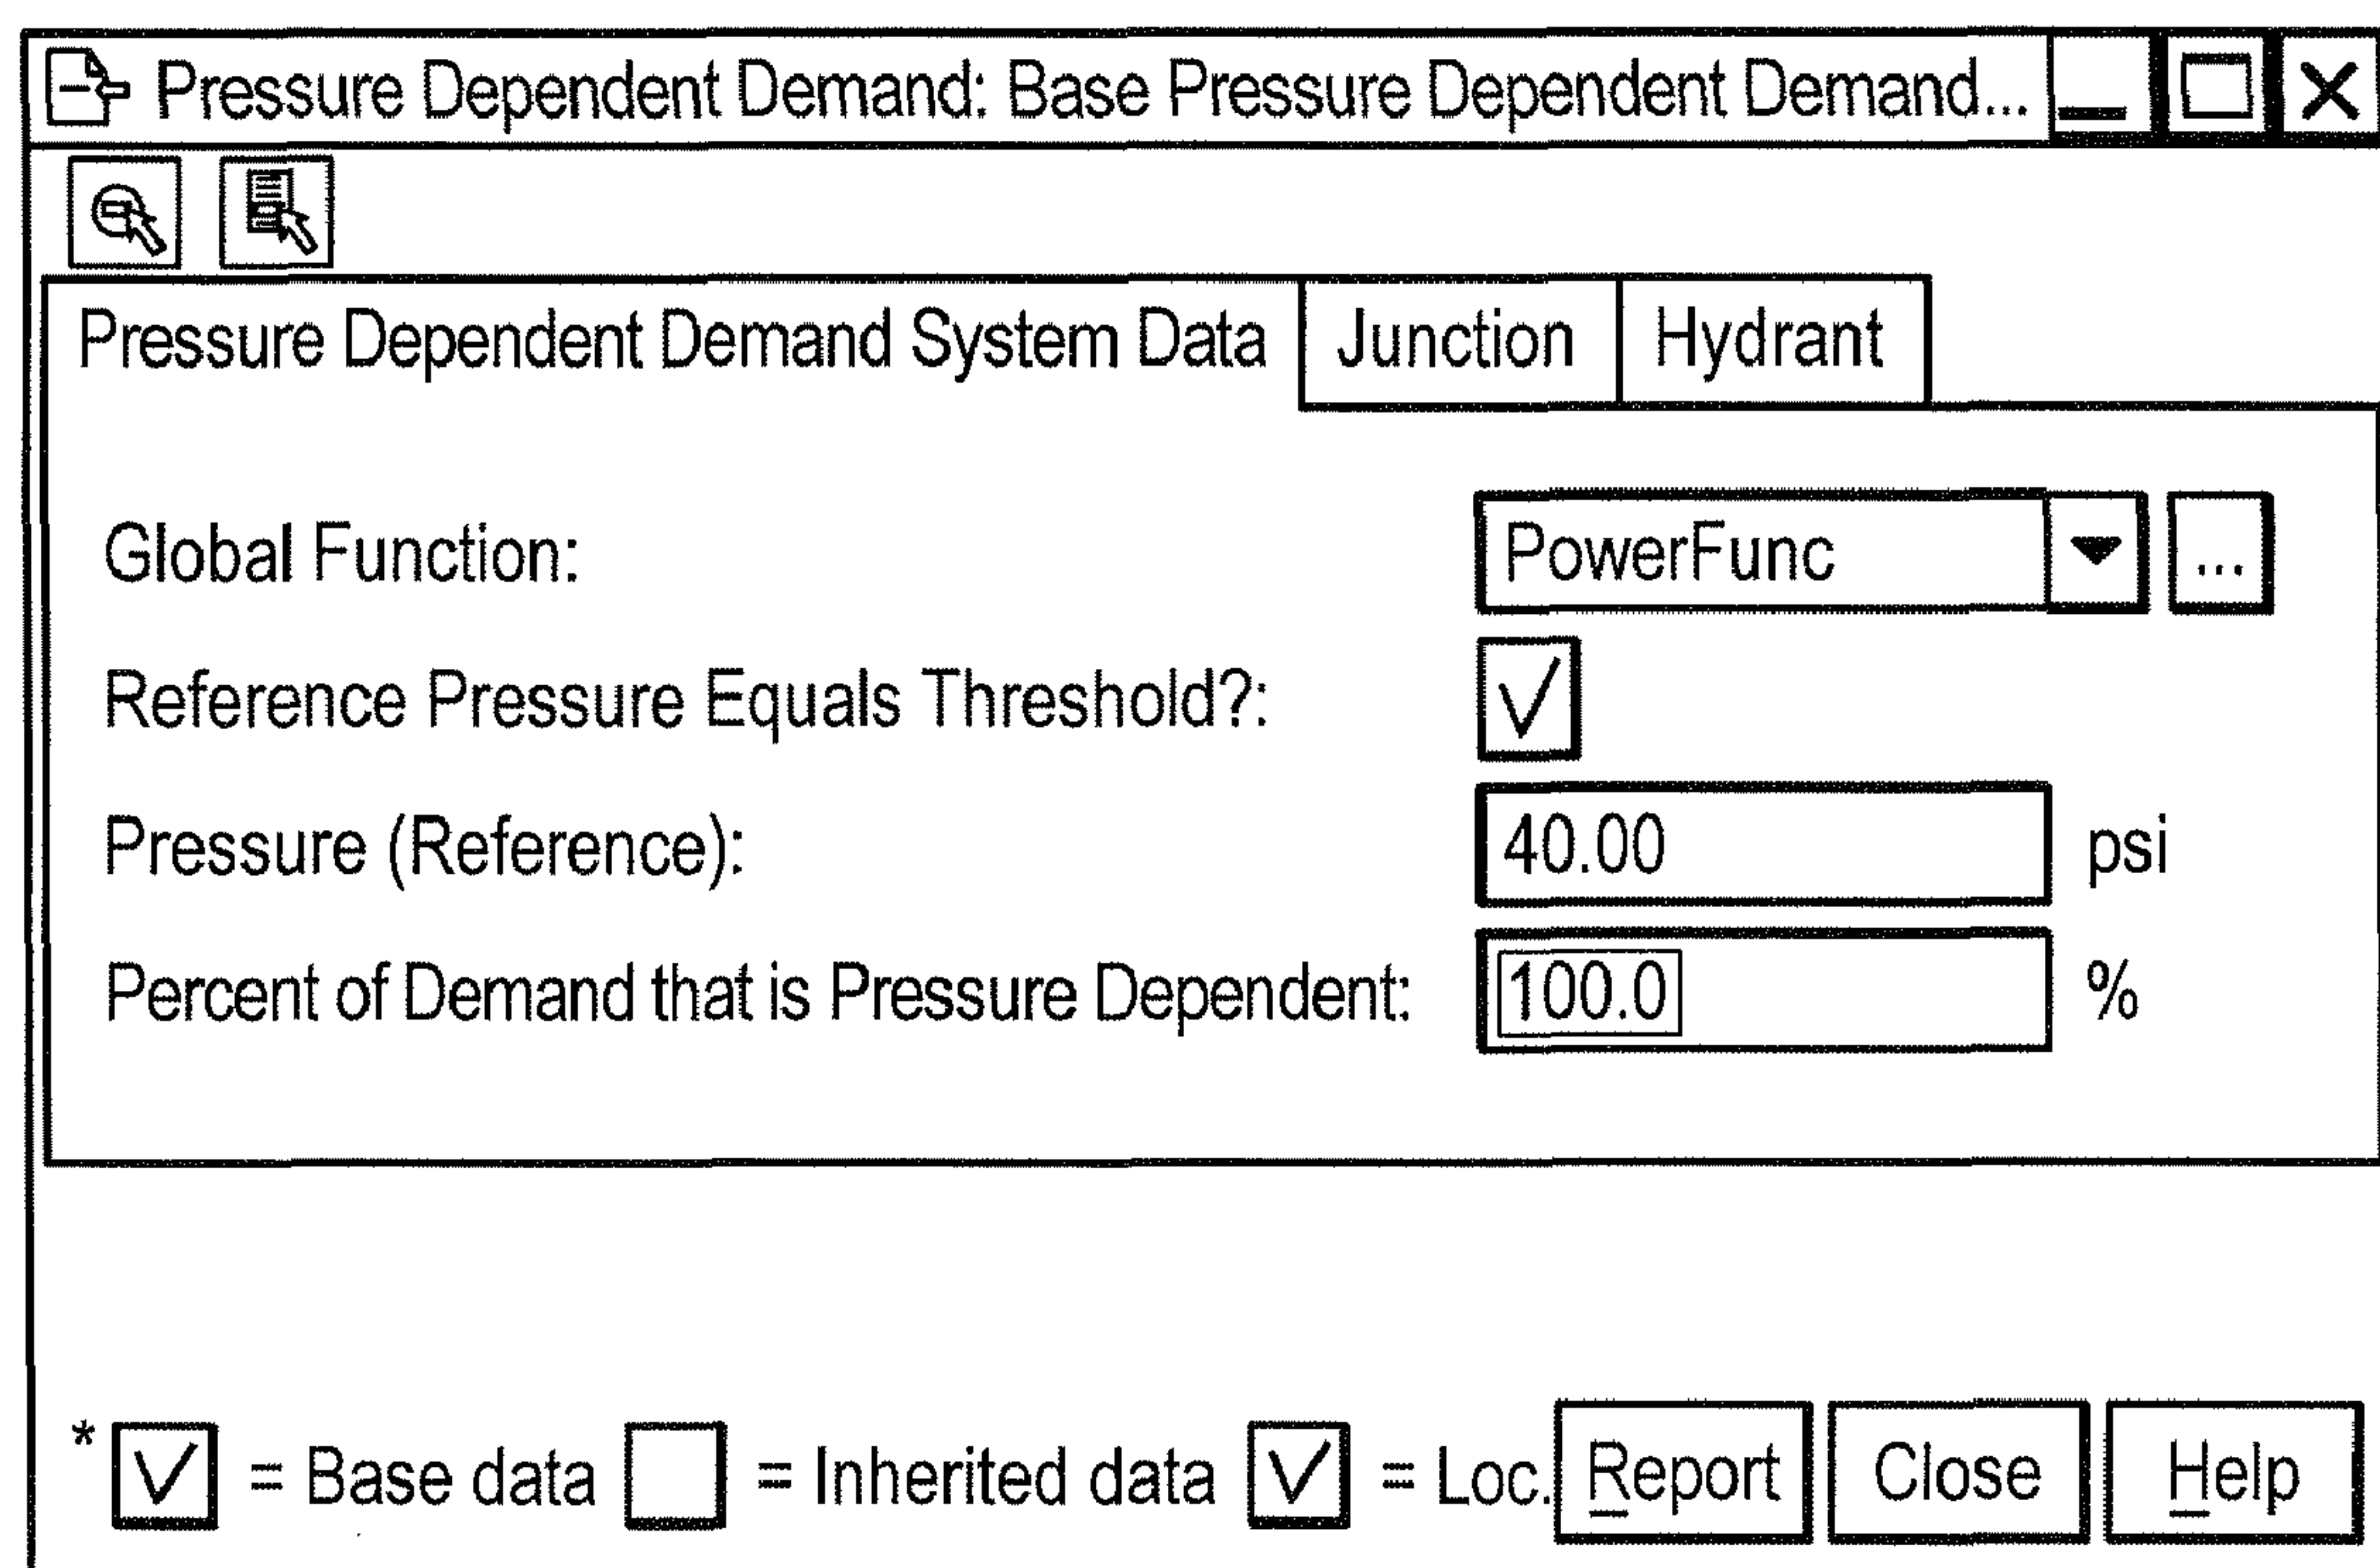 Pressure Dependent Demand: Base Pressure Dependent Demand...
Pressure Dependent Demand System Data Junction Hydrant
Global Function: PowerFunc ...
Reference Pressure Equals Threshold?:
Pressure (Reference): 40.00 psi
Percent of Demand that is Pressure Dependent: 100.0 %
* = Base data = Inherited data = Loc. Report Close Help